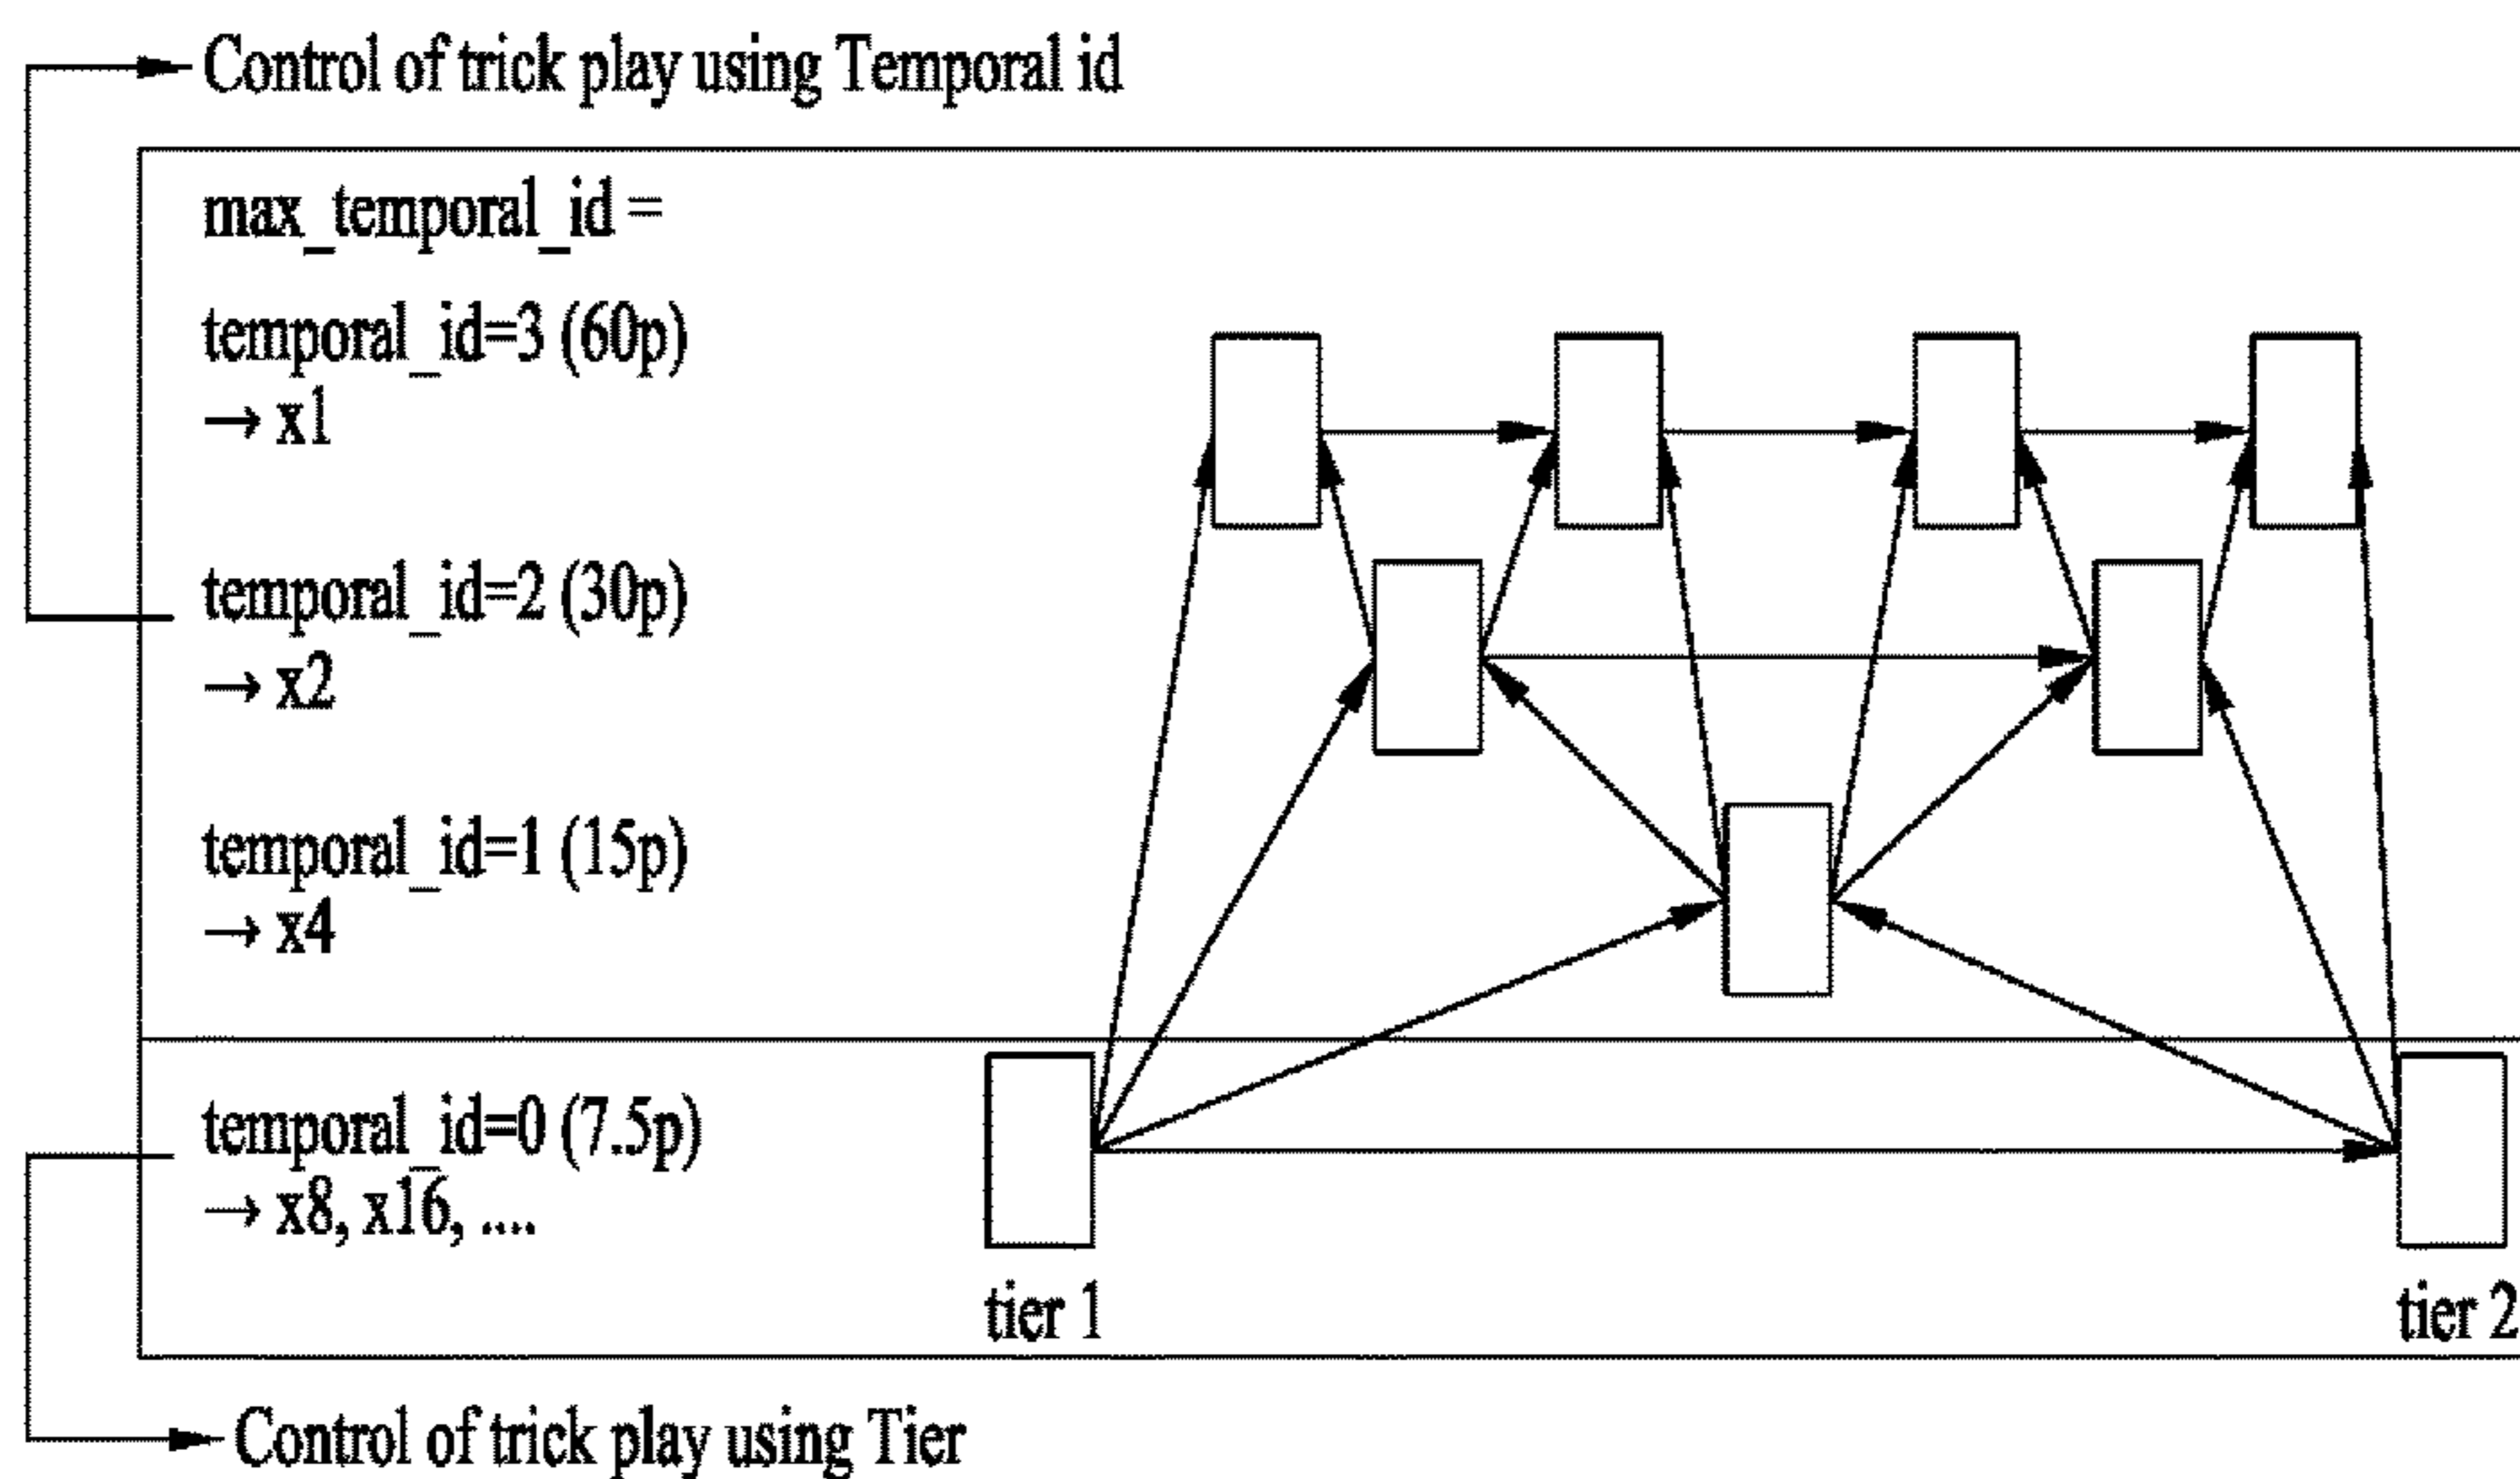 Control of trick play using Temporal id
max_temporal_id =
temporal_id=3 (60p)
→ x1
temporal_id=2 (30p)
→ x2
temporal_id=1 (15p)
→ x4
temporal_id=0 (7.5p)
→ x8, x16, ....
tier 1
tier 2
Control of trick play using Tier